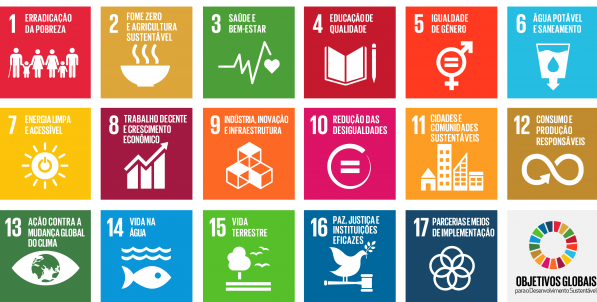 1 ERRADICAÇÃO
DA POBREZA
2 FOME ZERO
E AGRICULTURA
SUSTENTÁVEL
3 SAÚDE E
BEM-ESTAR
4 EDUCAÇÃO DE
QUALIDADE
5 IGUALDADE
DE GÊNERO
6 ÁGUA POTÁVEL
E SANEAMENTO
7 ENERGIA LIMPA
E ACESSÍVEL
8 TRABALHO DECENTE
E CRESCIMENTO
ECONÔMICO
9 INDÚSTRIA, INOVAÇÃO
E INFRAESTRUTURA
10 REDUÇÃO DAS
DESIGUALDADES
11 CIDADES E
COMUNIDADES
SUSTENTÁVEIS
12 CONSUMO E
PRODUÇÃO
RESPONSÁVEIS
13 AÇÃO CONTRA A
MUDANÇA GLOBAL
DO CLIMA
14 VIDA NA
ÁGUA
15 VIDA
TERRESTRE
16 PAZ, JUSTIÇA E
INSTITUIÇÕES
EFICAZES
17 PARCERIAS E MEIOS
DE IMPLEMENTAÇÃO
OBJETIVOS GLOBAIS
para o Desenvolvimento Sustentável